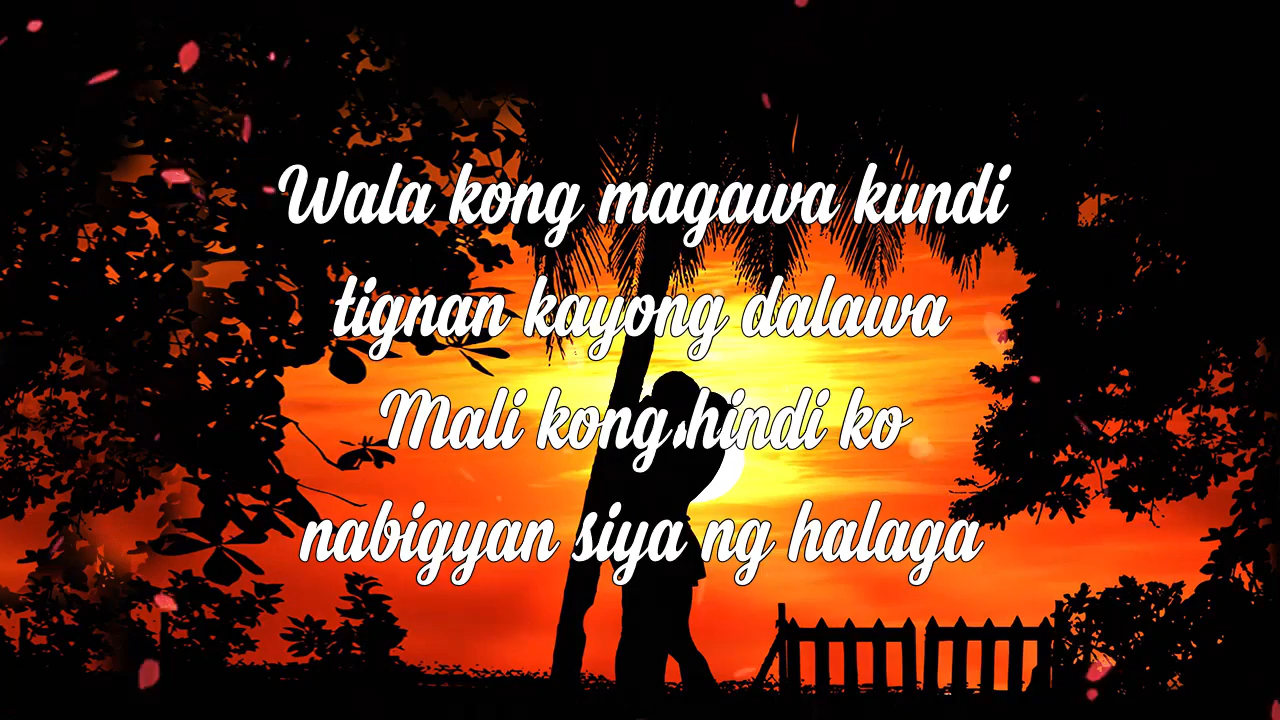 Wala kong magawa kundi
tignan kayong dalawa
Mali kong hindi ko
nabigyan siya ng halaga